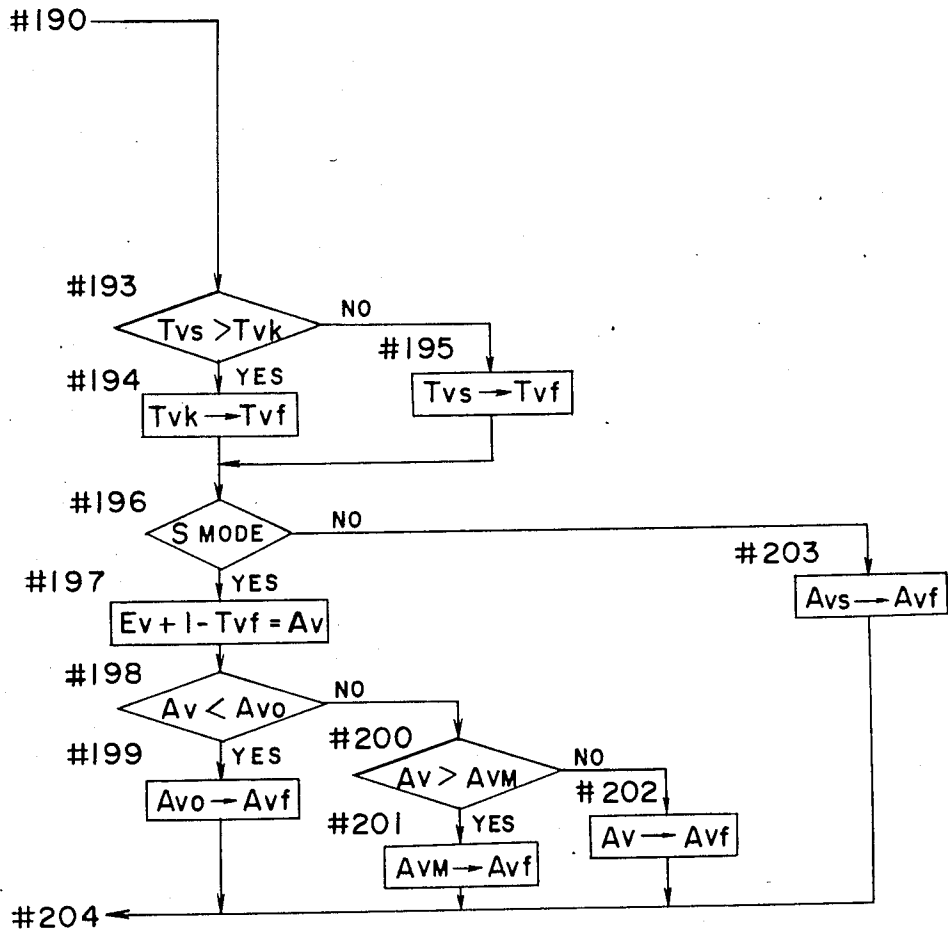 #190
#193
Tvs > Tvk
NO
#195
Tvs → Tvf
#194
YES
Tvk → Tvf
#196
S MODE
NO
#203
Avs → Avf
#197
YES
Ev + 1 - Tvf = Av
#198
Av < Avo
NO
#199
YES
Avo → Avf
#200
Av > AvM
NO
#202
Av → Avf
#201
YES
AvM → Avf
#204